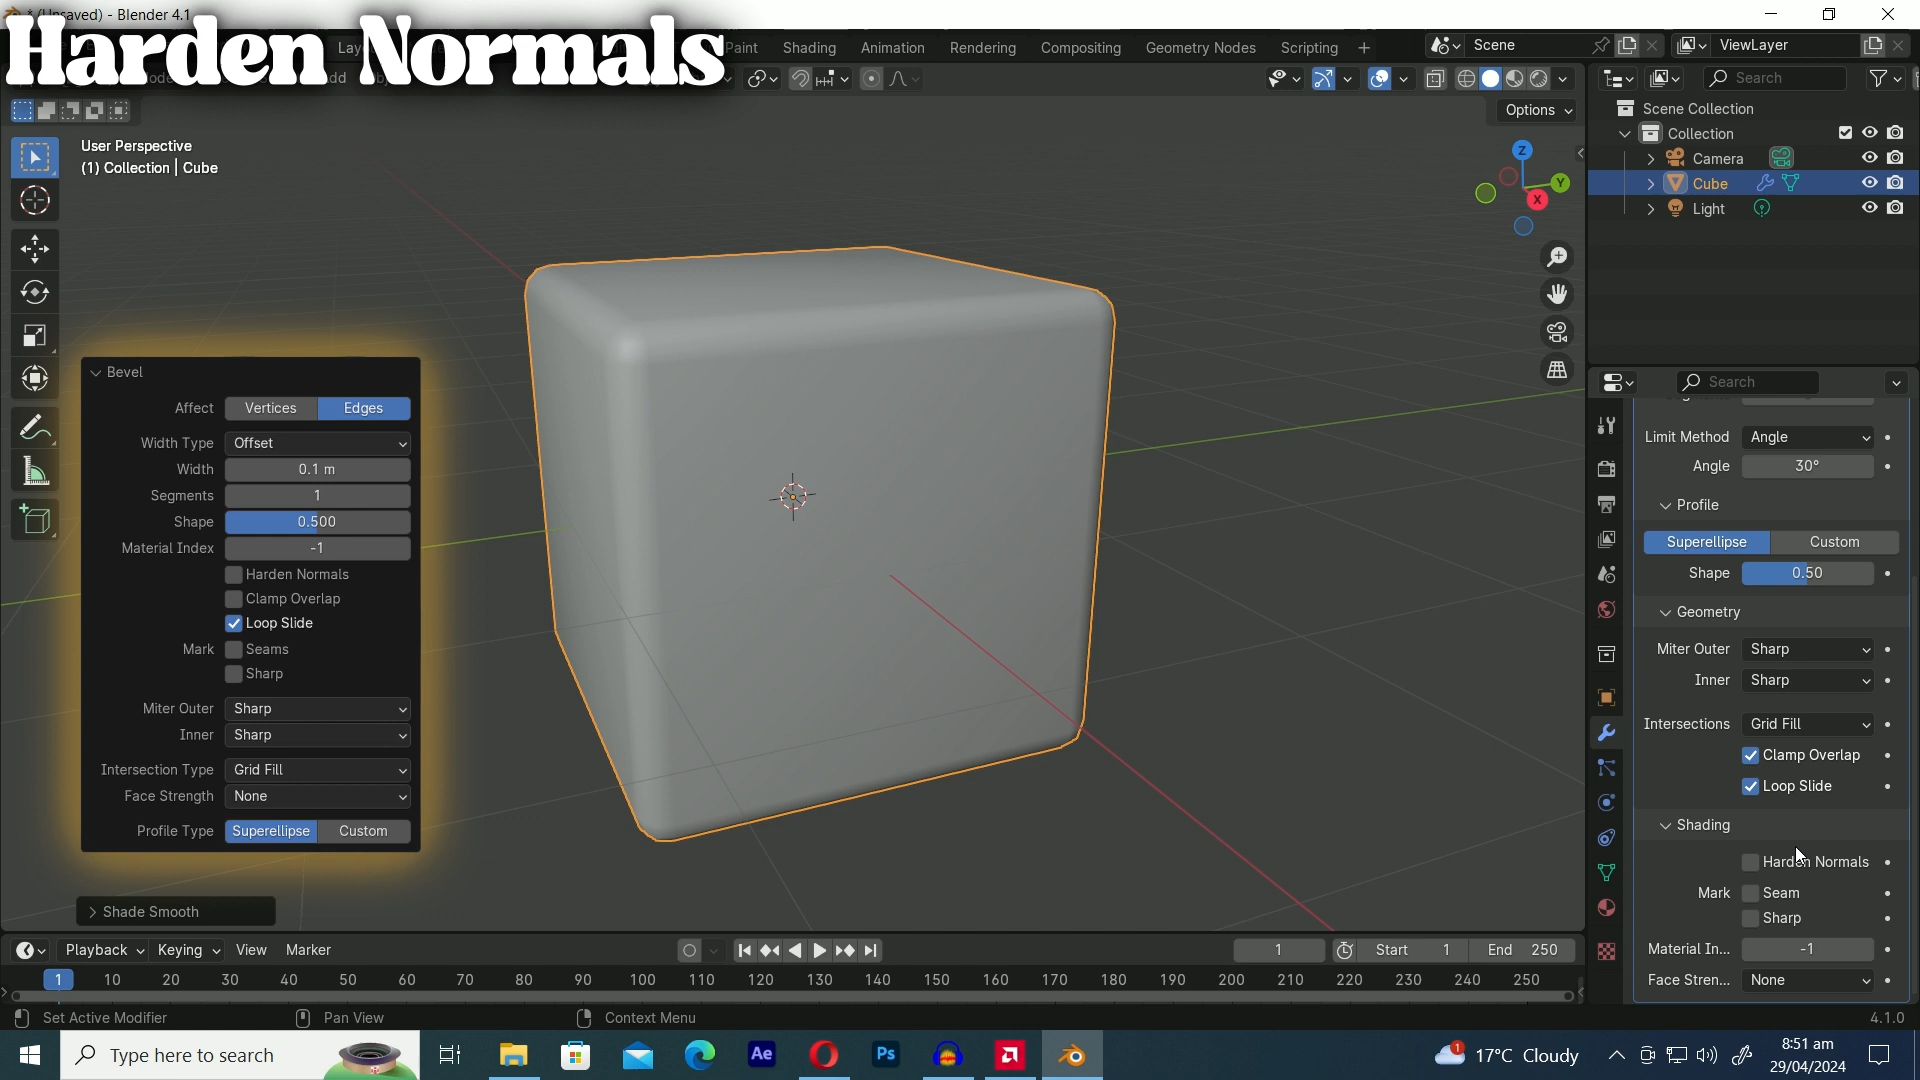 * (Unsaved) - Blender 4.1
Harden Normals
Paint
Shading
Animation
Rendering
Compositing
Geometry Nodes
Scripting
Scene
ViewLayer
Options
Search
User Perspective
(1) Collection | Cube
Z
Y
X
Scene Collection
Collection
Camera
Cube
Light
Bevel
Affect Vertices Edges
Width Type Offset
Width 0.1 m
Segments 1
Shape 0.500
Material Index -1
Harden Normals
Clamp Overlap
Loop Slide
Mark Seams
Sharp
Miter Outer Sharp
Inner Sharp
Intersection Type Grid Fill
Face Strength None
Profile Type Superellipse Custom
Shade Smooth
Search
Limit Method Angle
Angle 30°
Profile
Superellipse Custom
Shape 0.50
Geometry
Miter Outer Sharp
Inner Sharp
Intersections Grid Fill
Clamp Overlap
Loop Slide
Shading
Harden Normals
Mark Seam
Sharp
Material In... -1
Face Stren... None
Playback Keying View Marker
1 Start 1 End 250
1 10 20 30 40 50 60 70 80 90 100 110 120 130 140 150 160 170 180 190 200 210 220 230 240 250
Set Active Modifier Pan View Context Menu 4.1.0
Type here to search
Ae
Ps
1
17°C Cloudy
8:51 am
29/04/2024